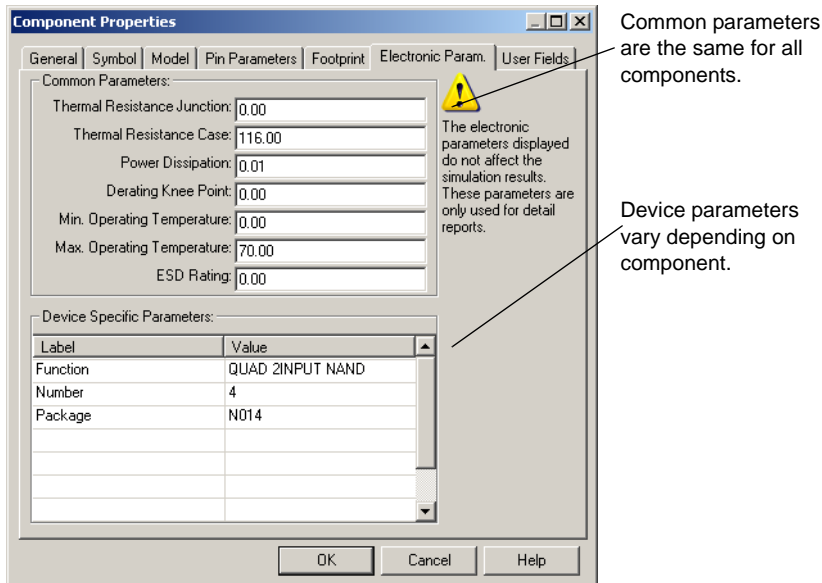 Component Properties
General Symbol Model Pin Parameters Footprint Electronic Param. User Fields
Common Parameters:
Thermal Resistance Junction: 0.00
Thermal Resistance Case: 116.00
Power Dissipation: 0.01
Derating Knee Point: 0.00
Min. Operating Temperature: 0.00
Max. Operating Temperature: 70.00
ESD Rating: 0.00
The electronic
parameters displayed
do not affect the
simulation results.
These parameters are
only used for detail
reports.
Device Specific Parameters:
Label Value
Function QUAD 2INPUT NAND
Number 4
Package N014
OK Cancel Help
Common parameters
are the same for all
components.
Device parameters
vary depending on
component.